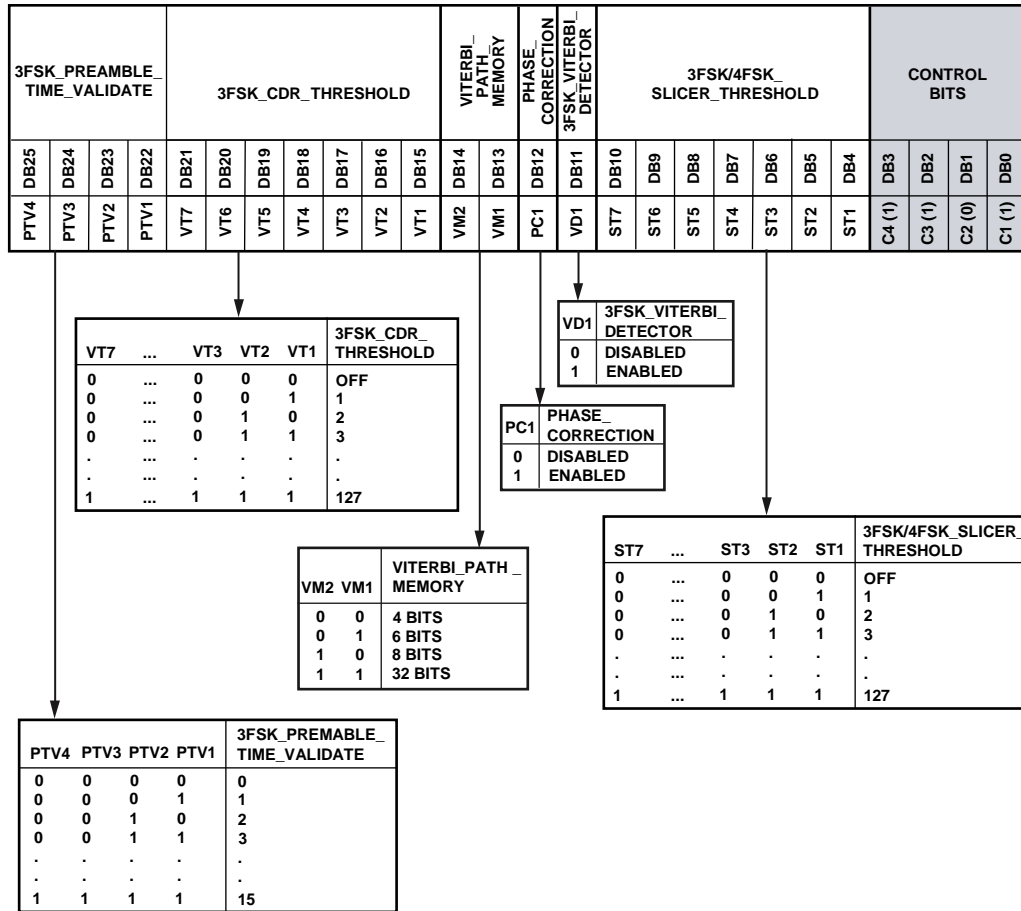 3FSK_PREAMBLE_
TIME_VALIDATE
3FSK_CDR_THRESHOLD
VITERBI_
PATH_
MEMORY
PHASE_
CORRECTION
3FSK_VITERBI_
DETECTOR
3FSK/4FSK_
SLICER_THRESHOLD
CONTROL
BITS
DB25 DB24 DB23 DB22 DB21 DB20 DB19 DB18 DB17 DB16 DB15 DB14 DB13 DB12 DB11 DB10 DB9 DB8 DB7 DB6 DB5 DB4 DB3 DB2 DB1 DB0
PTV4 PTV3 PTV2 PTV1 VT7 VT6 VT5 VT4 VT3 VT2 VT1 VM2 VM1 PC1 VD1 ST7 ST6 ST5 ST4 ST3 ST2 ST1 C4 (1) C3 (1) C2 (0) C1 (1)
VD1 3FSK_VITERBI_
DETECTOR
0 DISABLED
1 ENABLED
VT7 ... VT3 VT2 VT1 3FSK_CDR_
THRESHOLD
0 ... 0 0 0 OFF
0 ... 0 0 1 1
0 ... 0 1 0 2
0 ... 0 1 1 3
. ... . . . .
. ... . . . .
1 ... 1 1 1 127
PC1 PHASE_
CORRECTION
0 DISABLED
1 ENABLED
ST7 ... ST3 ST2 ST1 3FSK/4FSK_SLICER_
THRESHOLD
0 ... 0 0 0 OFF
0 ... 0 0 1 1
0 ... 0 1 0 2
0 ... 0 1 1 3
. ... . . . .
. ... . . . .
1 ... 1 1 1 127
VM2 VM1 VITERBI_PATH _
MEMORY
0 0 4 BITS
0 1 6 BITS
1 0 8 BITS
1 1 32 BITS
PTV4 PTV3 PTV2 PTV1 3FSK_PREMABLE_
TIME_VALIDATE
0 0 0 0 0
0 0 0 1 1
0 0 1 0 2
0 0 1 1 3
. . . . .
. . . . .
1 1 1 1 15